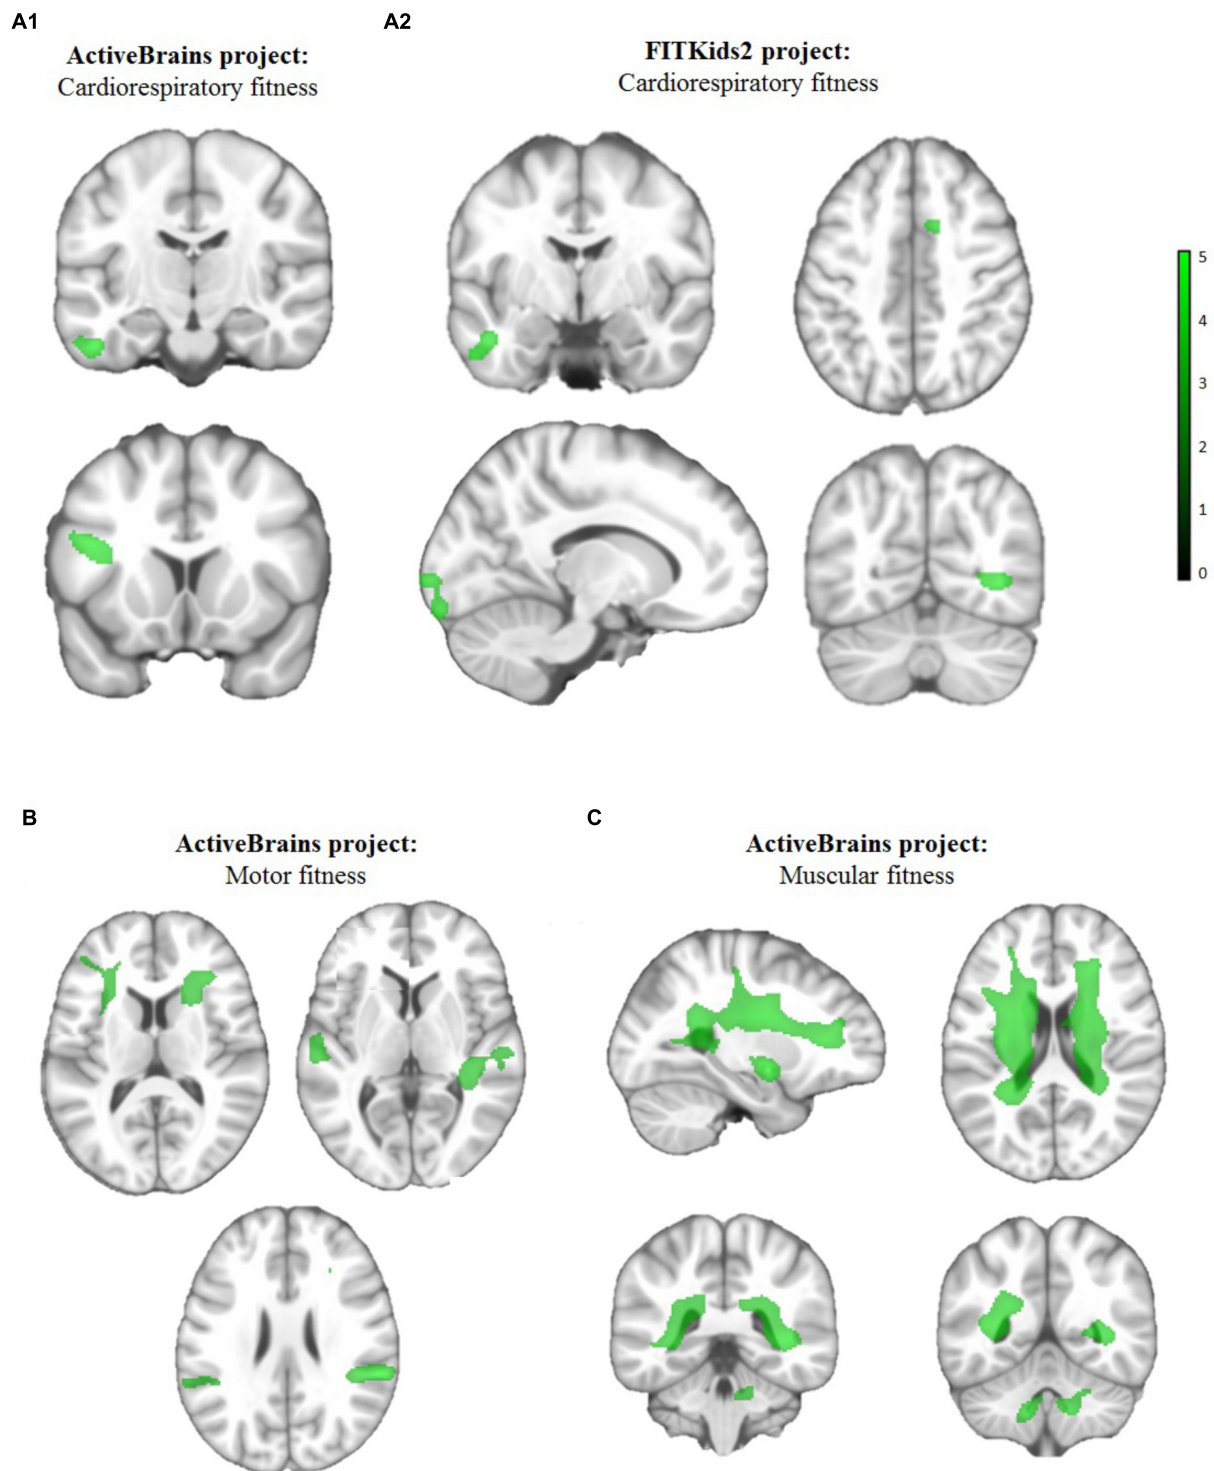 A1
ActiveBrains project:
Cardiorespiratory fitness
A2
FITKids2 project:
Cardiorespiratory fitness
5
4
3
2
1
0
B
ActiveBrains project:
Motor fitness
C
ActiveBrains project:
Muscular fitness